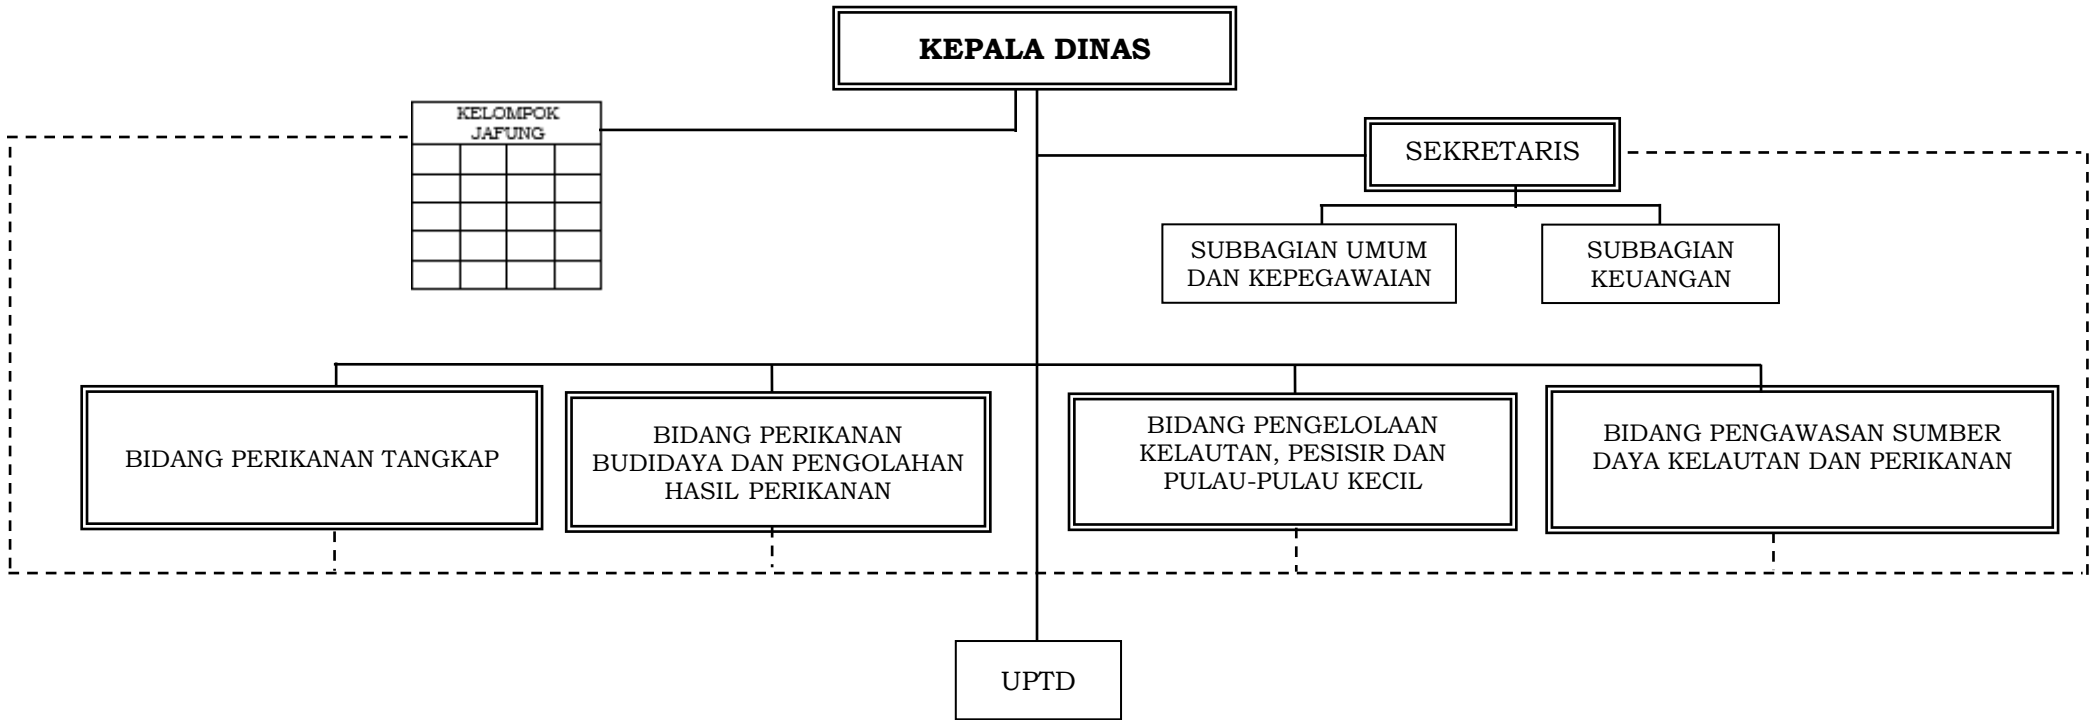 KEPALA DINAS
KELOMPOK
JAFUNG
SEKRETARIS
SUBBAGIAN UMUM
DAN KEPEGAWAIAN
SUBBAGIAN
KEUANGAN
BIDANG PERIKANAN TANGKAP
BIDANG PERIKANAN
BUDIDAYA DAN PENGOLAHAN
HASIL PERIKANAN
BIDANG PENGELOLAAN
KELAUTAN, PESISIR DAN
PULAU-PULAU KECIL
BIDANG PENGAWASAN SUMBER
DAYA KELAUTAN DAN PERIKANAN
UPTD